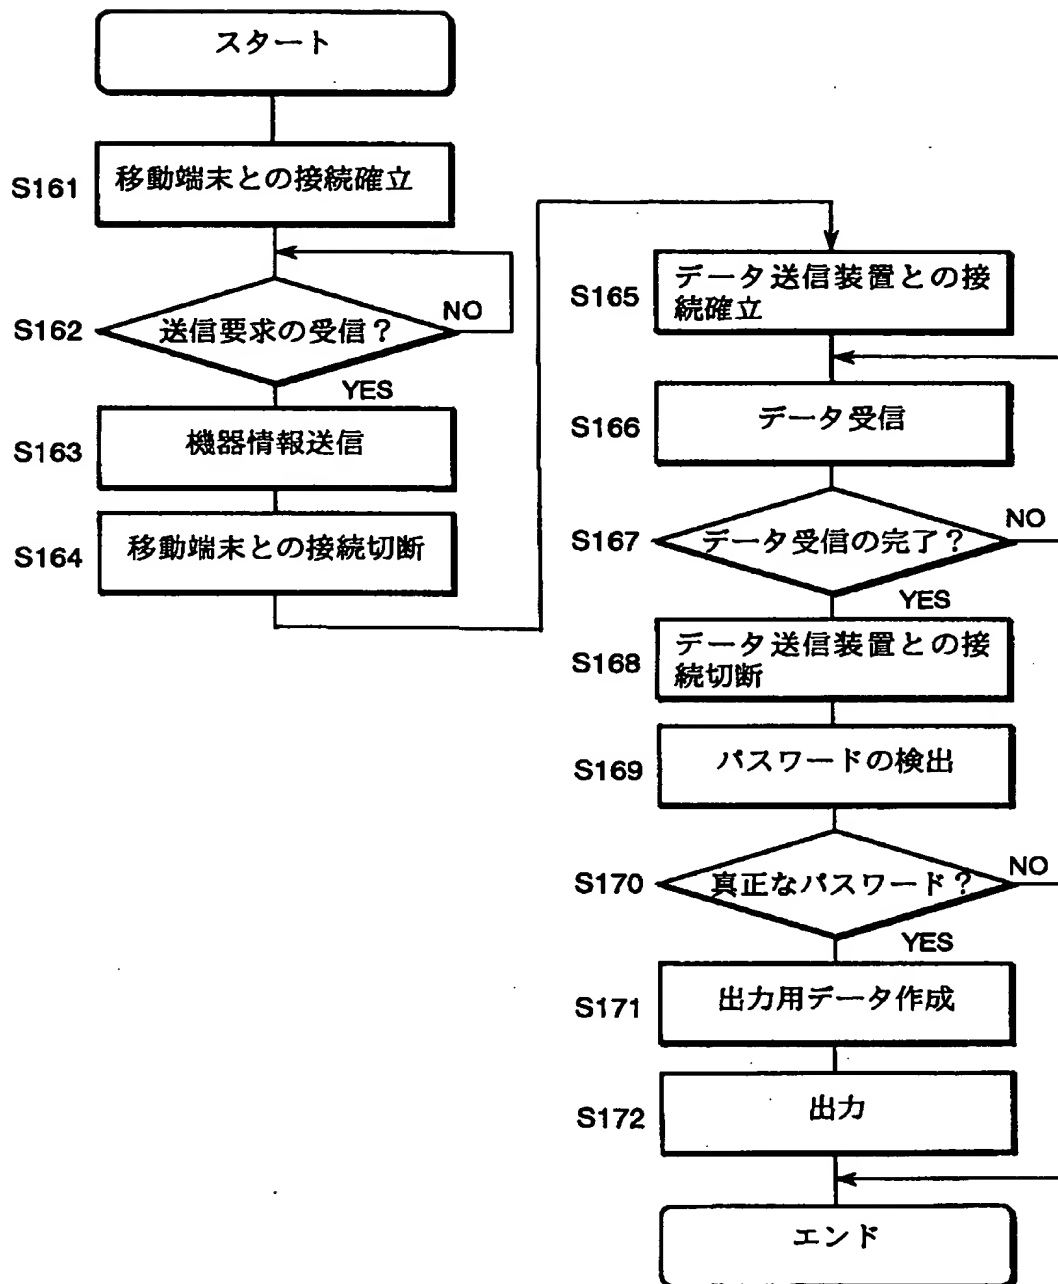 スタート
S161
移動端末との接続確立
S162
送信要求の受信?
NO
YES
S163
機器情報送信
S164
移動端末との接続切断
S165
データ送信装置との接
続確立
S166
データ受信
S167
データ受信の完了?
NO
YES
S168
データ送信装置との接
続切断
S169
パスワードの検出
S170
真正なパスワード?
NO
YES
S171
出力用データ作成
S172
出力
エンド